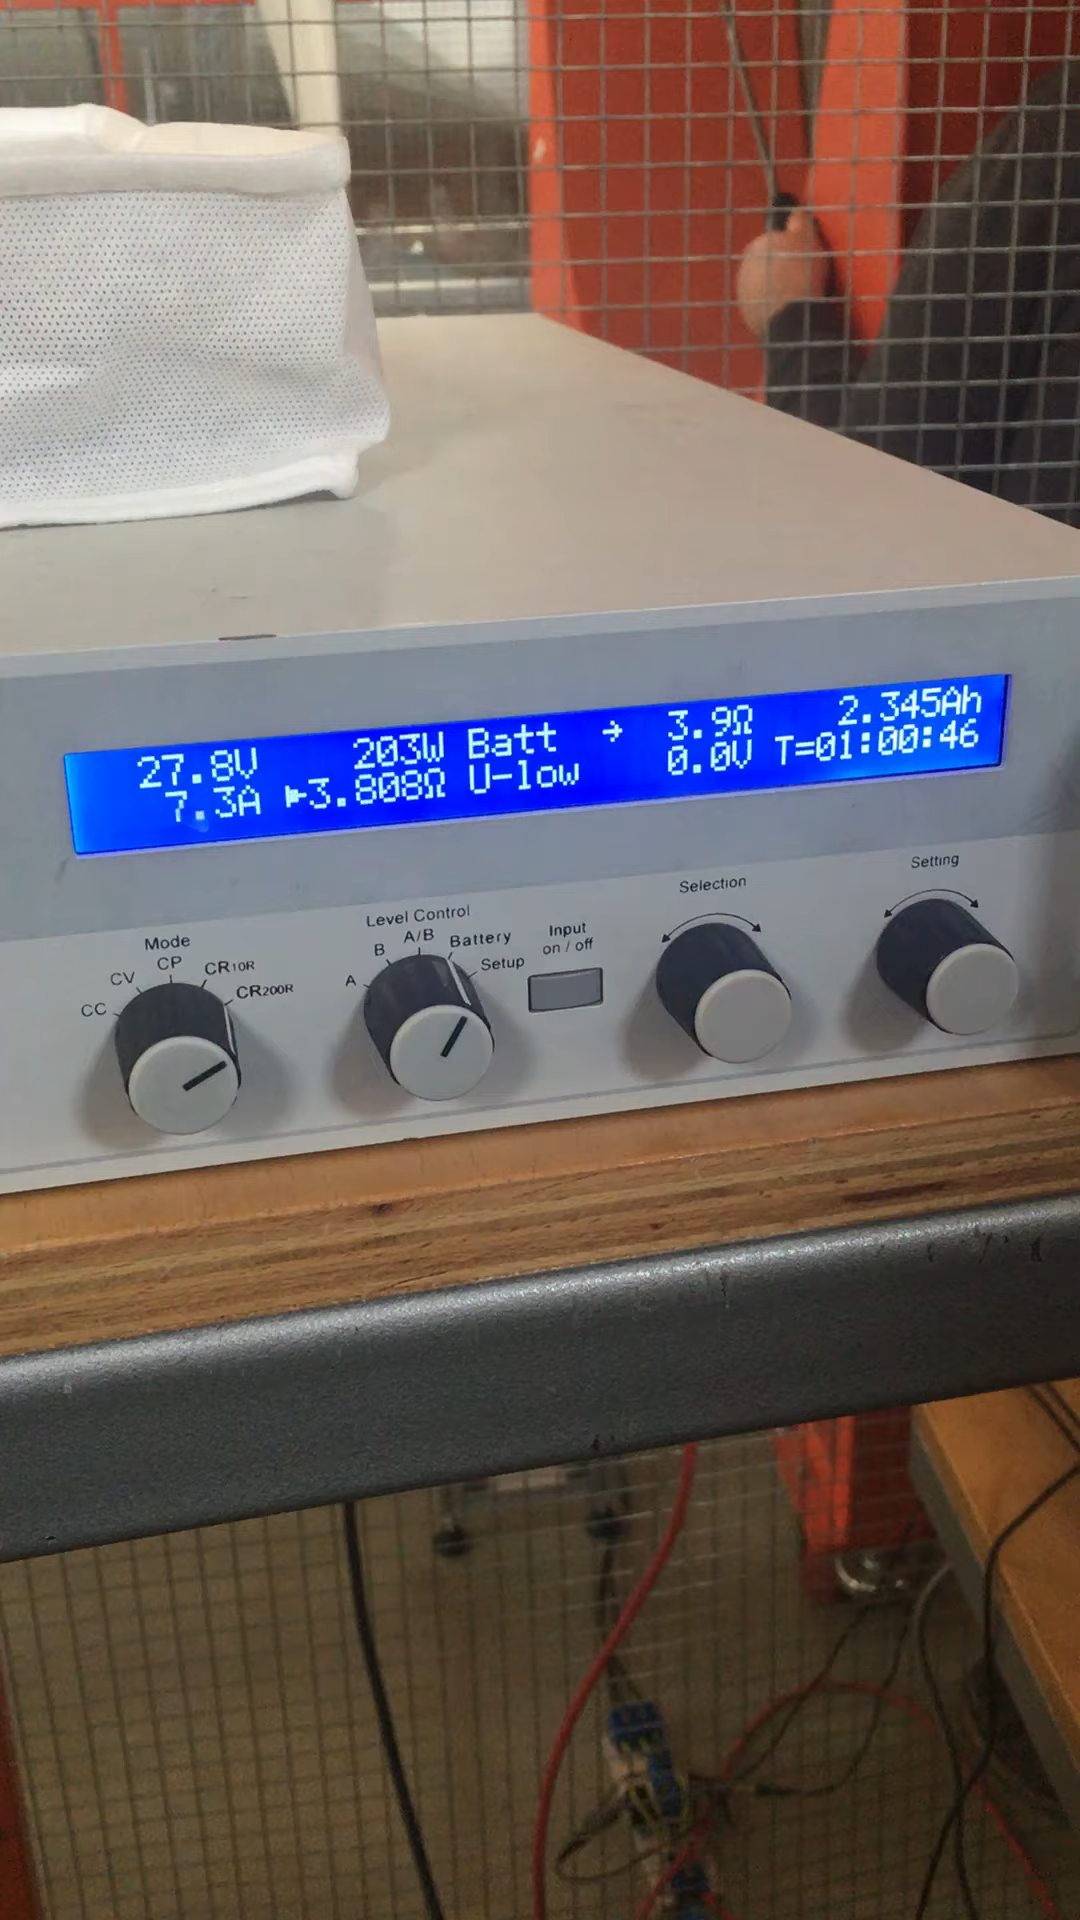 27.8V 203W Batt → 3.9Ω 2.345Ah
7.3A ▶3.808Ω U-low 0.0V T=01:00:46
Mode
CC CV CP CR10R CR200R
Level Control
A B A/B Battery Setup
Input
on / off
Selection
Setting